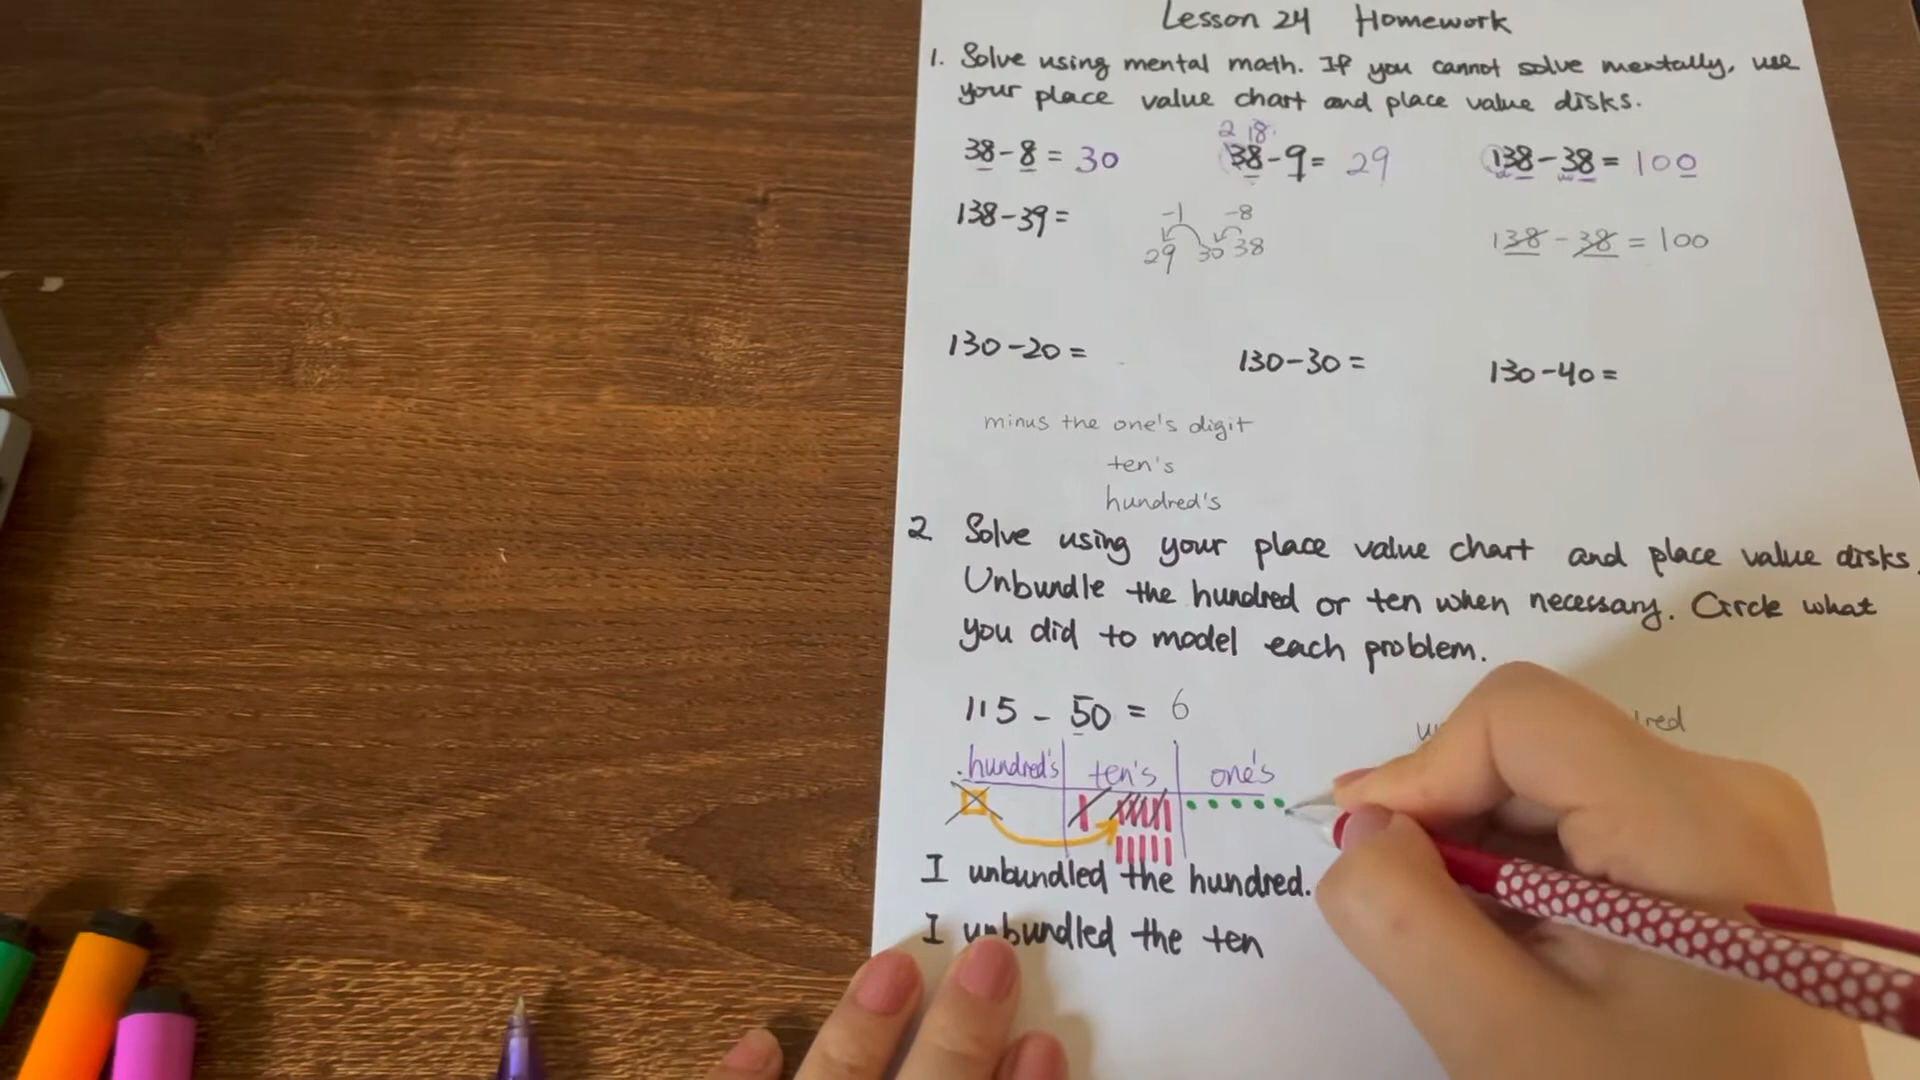 Lesson 24 Homework
1. Solve using mental math. If you cannot solve mentally, use
your place value chart and place value disks.
2 18
38-8 = 30 38-9= 29 138-38 = 100
138-39=
-1 -8
29 30 38
138-38 = 100
130-20 = 130-30 = 130-40 =
minus the one's digit
ten's
hundred's
2. Solve using your place value chart and place value disks.
Unbundle the hundred or ten when necessary. Circle what
you did to model each problem.
115 - 50 = 6
hundred's ten's one's
I unbundled the hundred.
I unbundled the ten